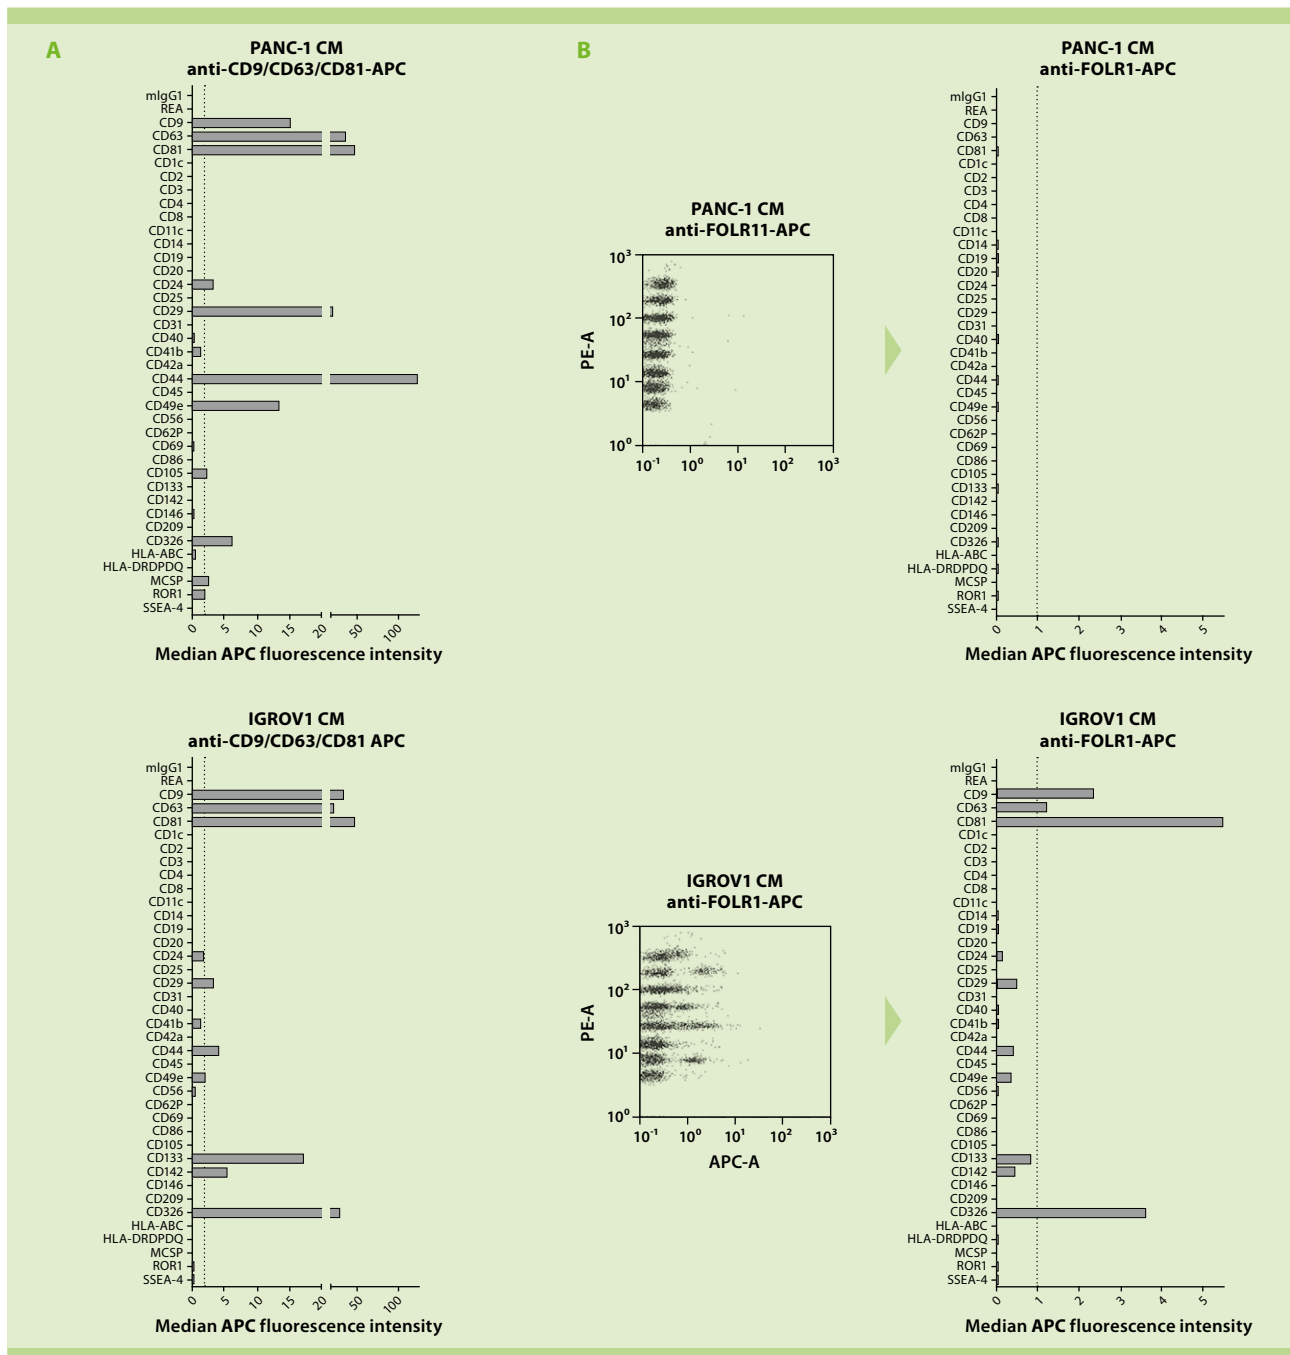 A
PANC-1 CM
anti-CD9/CD63/CD81-APC
mIgG1
REA
CD9
CD63
CD81
CD1c
CD2
CD3
CD4
CD8
CD11c
CD14
CD19
CD20
CD24
CD25
CD29
CD31
CD40
CD41b
CD42a
CD44
CD45
CD49e
CD56
CD62P
CD69
CD86
CD105
CD133
CD142
CD146
CD209
CD326
HLA-ABC
HLA-DRDPDQ
MCSP
ROR1
SSEA-4
0 5 10 15 20 50 100
Median APC fluorescence intensity
B
PANC-1 CM
anti-FOLR11-APC
PE-A
10³
10²
10¹
10⁰
10⁻¹ 10⁰ 10¹ 10² 10³
PANC-1 CM
anti-FOLR1-APC
mIgG1
REA
CD9
CD63
CD81
CD1c
CD2
CD3
CD4
CD8
CD11c
CD14
CD19
CD20
CD24
CD25
CD29
CD31
CD40
CD41b
CD42a
CD44
CD45
CD49e
CD56
CD62P
CD69
CD86
CD105
CD133
CD142
CD146
CD209
CD326
HLA-ABC
HLA-DRDPDQ
MCSP
ROR1
SSEA-4
0 1 2 3 4 5
Median APC fluorescence intensity
IGROV1 CM
anti-CD9/CD63/CD81 APC
mIgG1
REA
CD9
CD63
CD81
CD1c
CD2
CD3
CD4
CD8
CD11c
CD14
CD19
CD20
CD24
CD25
CD29
CD31
CD40
CD41b
CD42a
CD44
CD45
CD49e
CD56
CD62P
CD69
CD86
CD105
CD133
CD142
CD146
CD209
CD326
HLA-ABC
HLA-DRDPDQ
MCSP
ROR1
SSEA-4
0 5 10 15 20 50 100
Median APC fluorescence intensity
IGROV1 CM
anti-FOLR1-APC
PE-A
10³
10²
10¹
10⁰
10⁻¹ 10⁰ 10¹ 10² 10³
APC-A
IGROV1 CM
anti-FOLR1-APC
mIgG1
REA
CD9
CD63
CD81
CD1c
CD2
CD3
CD4
CD8
CD11c
CD14
CD19
CD20
CD24
CD25
CD29
CD31
CD40
CD41b
CD42a
CD44
CD45
CD49e
CD56
CD62P
CD69
CD86
CD105
CD133
CD142
CD146
CD209
CD326
HLA-ABC
HLA-DRDPDQ
MCSP
ROR1
SSEA-4
0 1 2 3 4 5
Median APC fluorescence intensity